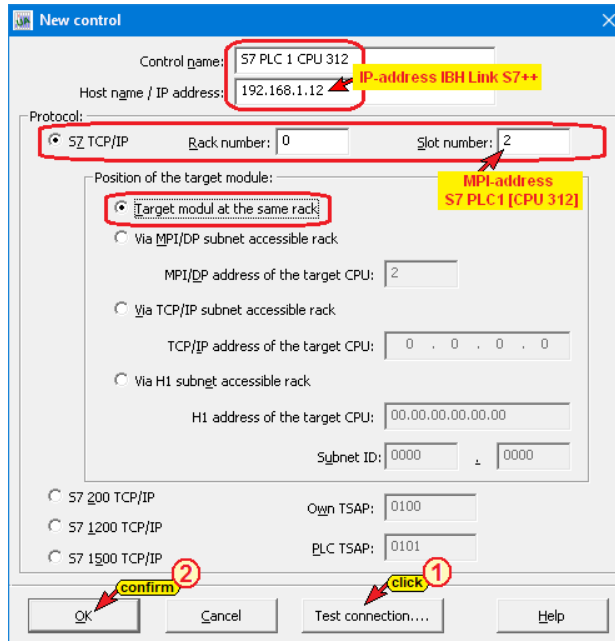 New control
Control name: S7 PLC 1 CPU 312
IP-address IBH Link S7++
Host name / IP address: 192.168.1.12
Protocol:
S7 TCP/IP Rack number: 0 Slot number: 2
Position of the target module:
MPI-address
S7 PLC1 [CPU 312]
Target modul at the same rack
Via MPI/DP subnet accessible rack
MPI/DP address of the target CPU: 2
Via TCP/IP subnet accessible rack
TCP/IP address of the target CPU: 0 . 0 . 0 . 0
Via H1 subnet accessible rack
H1 address of the target CPU: 00.00.00.00.00.00
Subnet ID: 0000 . 0000
S7 200 TCP/IP
Own TSAP: 0100
S7 1200 TCP/IP
PLC TSAP: 0101
S7 1500 TCP/IP
confirm 2 click 1
OK Cancel Test connection.... Help